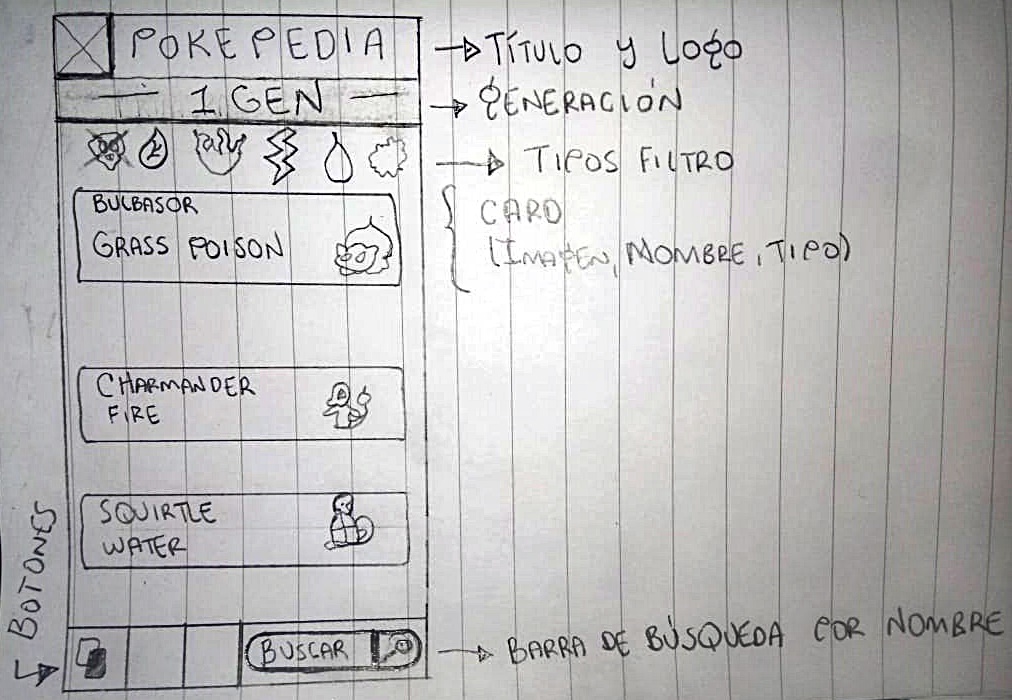 POKEPEDIA
TÍTULO Y LOGO
1 GEN
GENERACIÓN
TIPOS FILTRO
BULBASOR
GRASS POISON
CARD
(IMAGEN, NOMBRE, TIPO)
CHARMANDER
FIRE
SQUIRTLE
WATER
BOTONES
BUSCAR
BARRA DE BÚSQUEDA POR NOMBRE